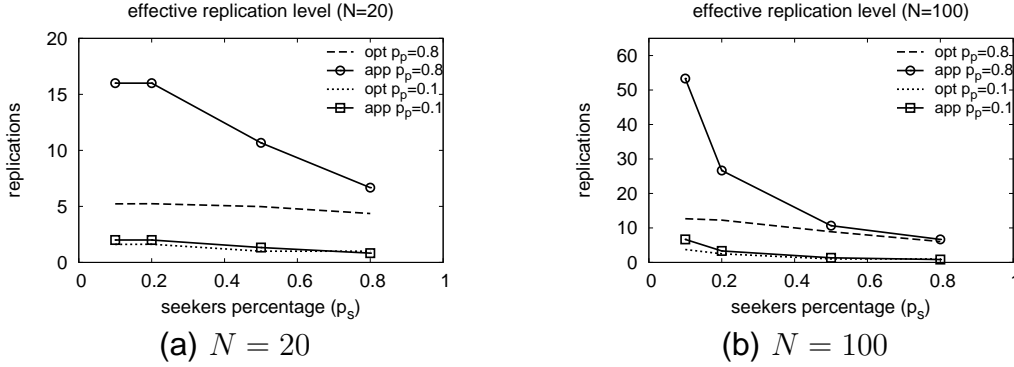 effective replication level (N=20)
replications
20
15
10
5
0
opt p_p=0.8
app p_p=0.8
opt p_p=0.1
app p_p=0.1
0 0.2 0.4 0.6 0.8 1
seekers percentage (p_s)
(a) N = 20
effective replication level (N=100)
replications
60
50
40
30
20
10
0
opt p_p=0.8
app p_p=0.8
opt p_p=0.1
app p_p=0.1
0 0.2 0.4 0.6 0.8 1
seekers percentage (p_s)
(b) N = 100